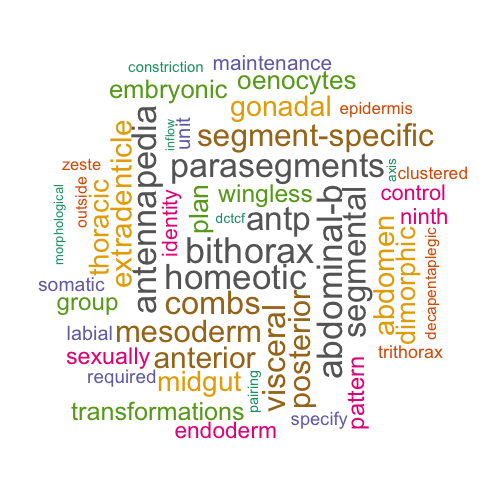 constriction
maintenance
embryonic
oenocytes
gonadal
epidermis
inflow
unit
segment-specific
antennapedia
extradenticle
thoracic
zeste
outside
morphological
parasegments
axis
clustered
identity
plan
wingless
control
dctcf
antp
ninth
bithorax
abdominal-b
segmental
abdomen
dimorphic
decapentaplegic
homeotic
somatic
group
combs
visceral
posterior
labial
mesoderm
trithorax
sexually
anterior
required
midgut
pairing
pattern
transformations
specify
endoderm